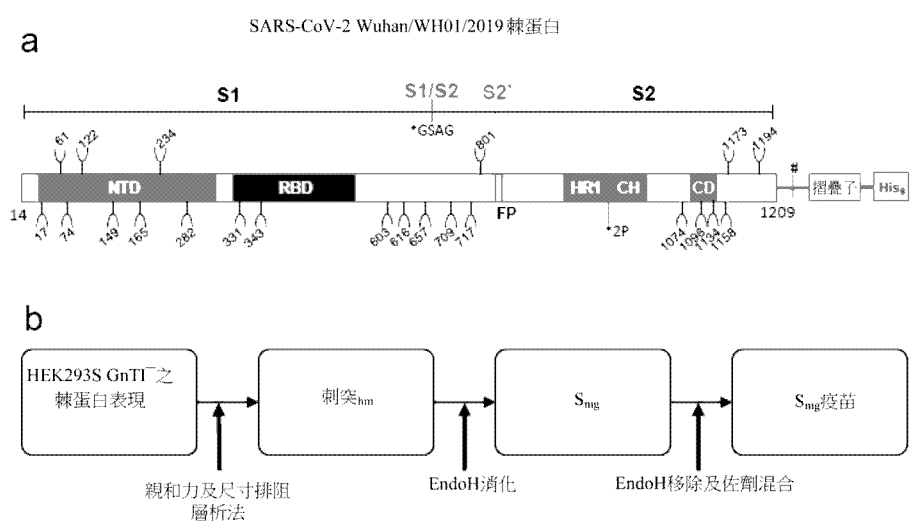 SARS-CoV-2 Wuhan/WH01/2019棘蛋白
a
S1 S1/S2 S2` S2
*GSAG
61 122 234 801 1173 1194
#
NTD RBD HR1 CH CD 摺疊子 His₆
14 FP 1209
17 74 149 165 282 331 343 603 616 657 709 717 *2P 1074 1098 1134 1158
b
HEK293S GnTI⁻之
棘蛋白表現
刺突hm
Smg
Smg疫苗
親和力及尺寸排阻
層析法
EndoH消化
EndoH移除及佐劑混合